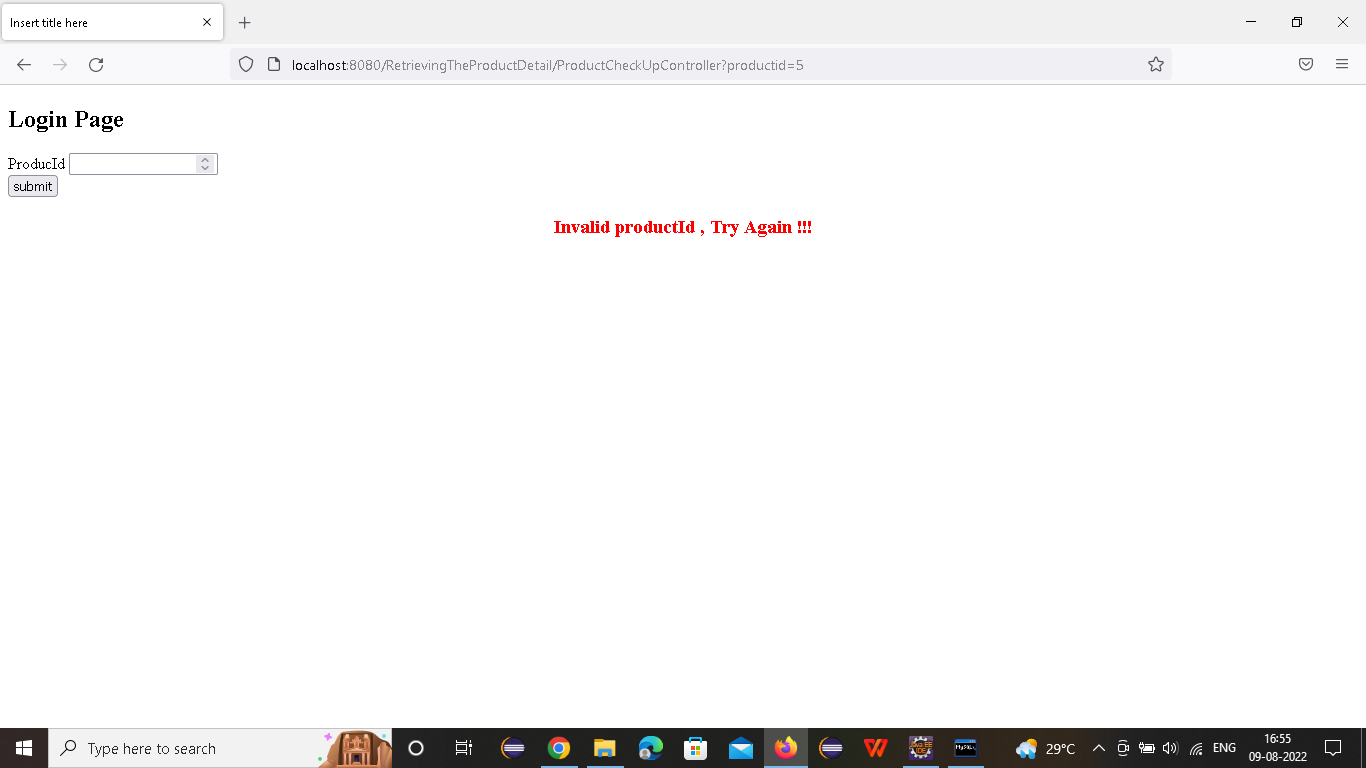 Insert title here
localhost:8080/RetrievingTheProductDetail/ProductCheckUpController?productid=5
Login Page
ProducId
submit
Invalid productId , Try Again !!!
Type here to search
29°C
ENG
16:55
09-08-2022